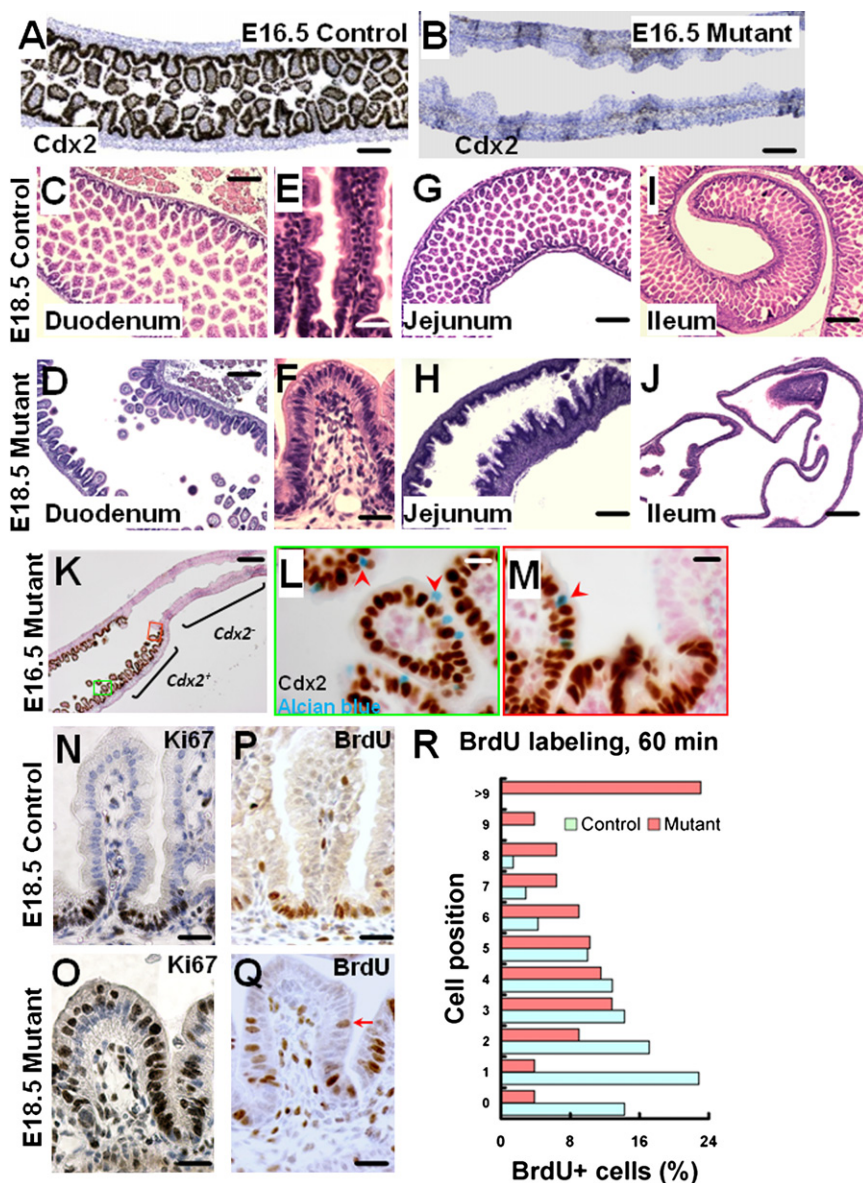 A
E16.5 Control
Cdx2
B
E16.5 Mutant
Cdx2
E18.5 Control
C
Duodenum
E
G
Jejunum
I
Ileum
E18.5 Mutant
D
Duodenum
F
H
Jejunum
J
Ileum
E16.5 Mutant
K
Cdx2-
Cdx2+
L
Cdx2
Alcian blue
M
E18.5 Control
N
Ki67
P
BrdU
E18.5 Mutant
O
Ki67
Q
BrdU
R
BrdU labeling, 60 min
Control
Mutant
Cell position
>9
9
8
7
6
5
4
3
2
1
0
0
8
16
24
BrdU+ cells (%)